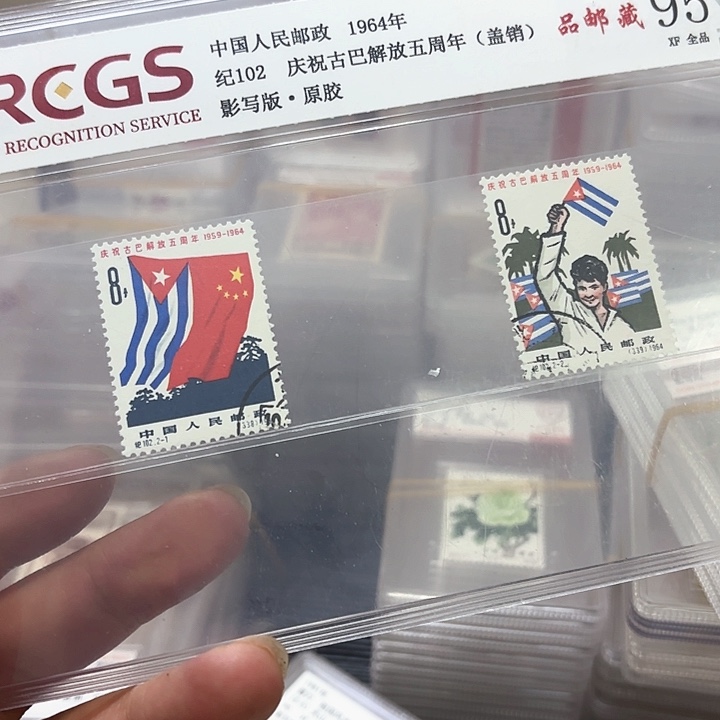 RCGS
RECOGNITION SERVICE
中国人民邮政 1964年
纪102 庆祝古巴解放五周年（盖销）
影写版·原胶
品邮藏
95
XF 全品
庆祝古巴解放五周年 1959-1964
8分
中国人民邮政
纪102.2-1
庆祝古巴解放五周年 1959-1964
8分
中国人民邮政
纪102.2-2
(339) 1964